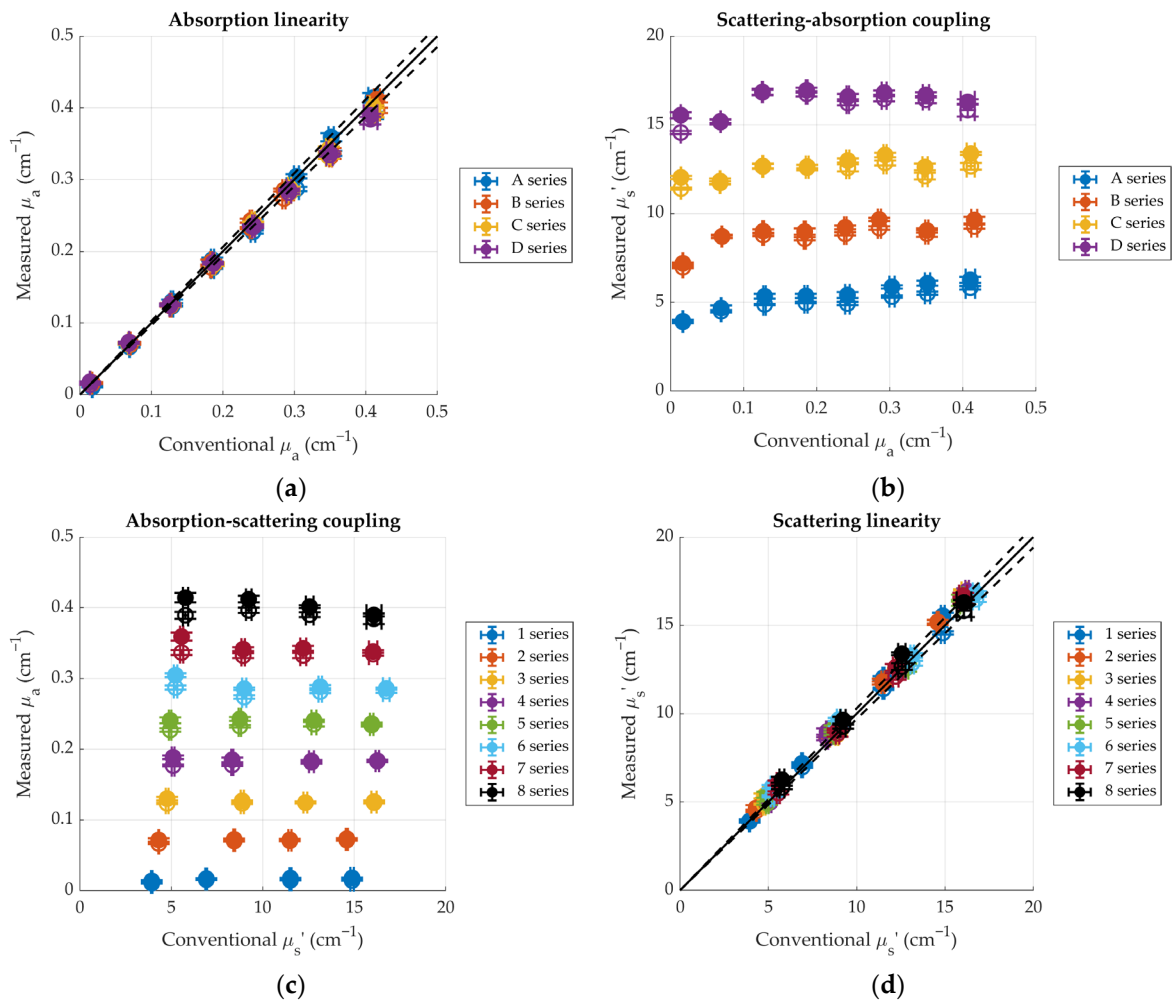 Absorption linearity
Measured μa (cm−1)
0.5
0.4
0.3
0.2
0.1
0
0 0.1 0.2 0.3 0.4 0.5
Conventional μa (cm−1)
A series
B series
C series
D series
(a)
Scattering-absorption coupling
Measured μs' (cm−1)
20
15
10
5
0
0 0.1 0.2 0.3 0.4 0.5
Conventional μa (cm−1)
A series
B series
C series
D series
(b)
Absorption-scattering coupling
Measured μa (cm−1)
0.5
0.4
0.3
0.2
0.1
0
0 5 10 15 20
Conventional μs' (cm−1)
1 series
2 series
3 series
4 series
5 series
6 series
7 series
8 series
(c)
Scattering linearity
Measured μs' (cm−1)
20
15
10
5
0
0 5 10 15 20
Conventional μs' (cm−1)
1 series
2 series
3 series
4 series
5 series
6 series
7 series
8 series
(d)